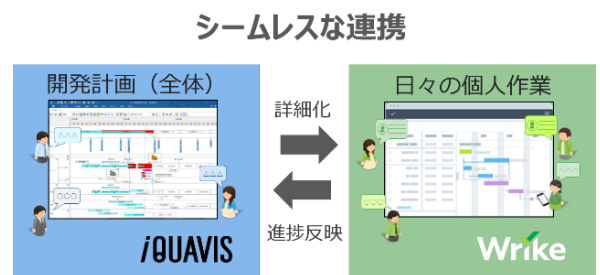 シームレスな連携
開発計画（全体）
詳細化
日々の個人作業
△△△
△△△
○○○
○○○
△△△
進捗反映
iQUAVIS
Wrike